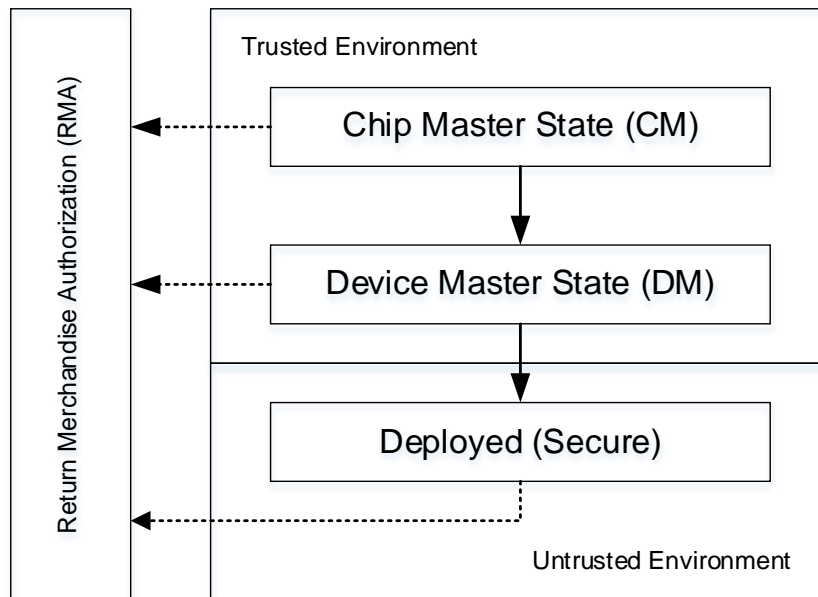 Return Merchandise Authorization (RMA)
Trusted Environment
Chip Master State (CM)
Device Master State (DM)
Deployed (Secure)
Untrusted Environment